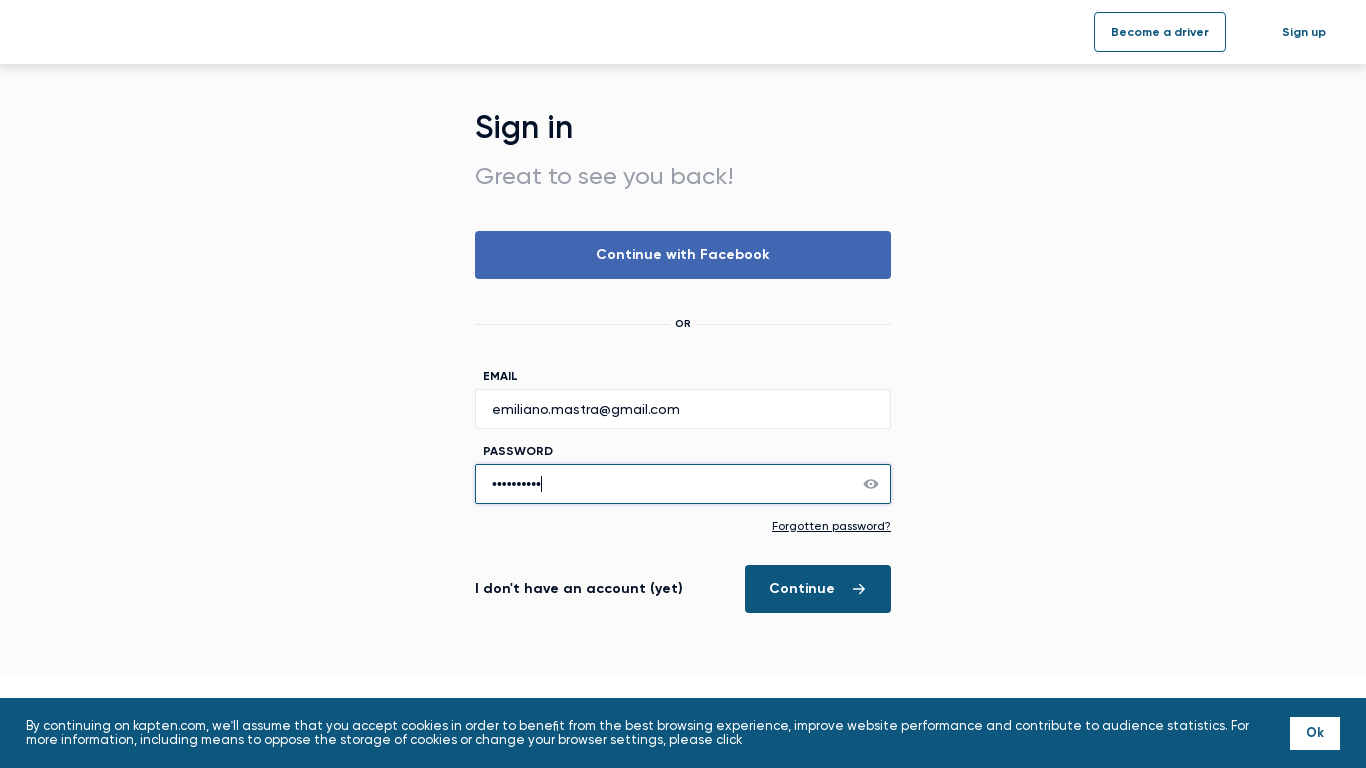 Become a driver
Sign up
Sign in
Great to see you back!
Continue with Facebook
OR
EMAIL
emiliano.mastra@gmail.com
PASSWORD
••••••••••
Forgotten password?
I don't have an account (yet)
Continue
By continuing on kapten.com, we'll assume that you accept cookies in order to benefit from the best browsing experience, improve website performance and contribute to audience statistics. For
more information, including means to oppose the storage of cookies or change your browser settings, please click
Ok